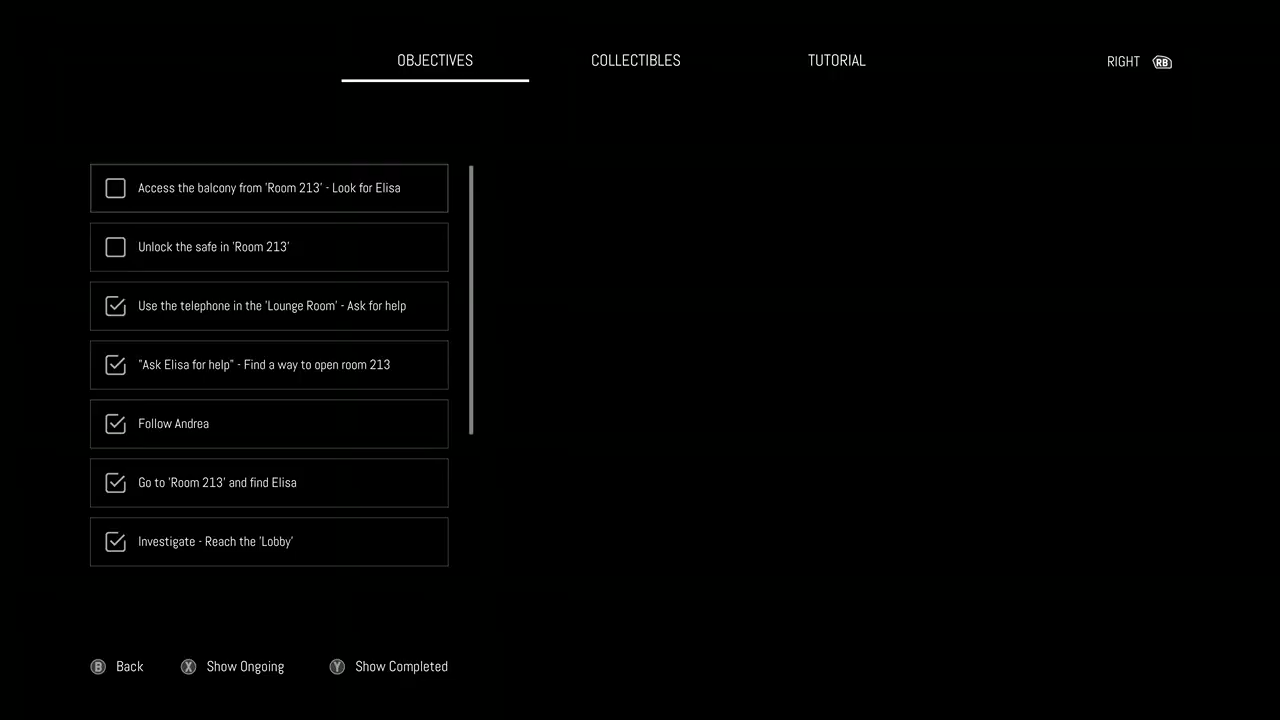 OBJECTIVES
COLLECTIBLES
TUTORIAL
RIGHT RB
Access the balcony from 'Room 213' - Look for Elisa
Unlock the safe in 'Room 213'
Use the telephone in the 'Lounge Room' - Ask for help
"Ask Elisa for help" - Find a way to open room 213
Follow Andrea
Go to 'Room 213' and find Elisa
Investigate - Reach the 'Lobby'
B Back
X Show Ongoing
Y Show Completed